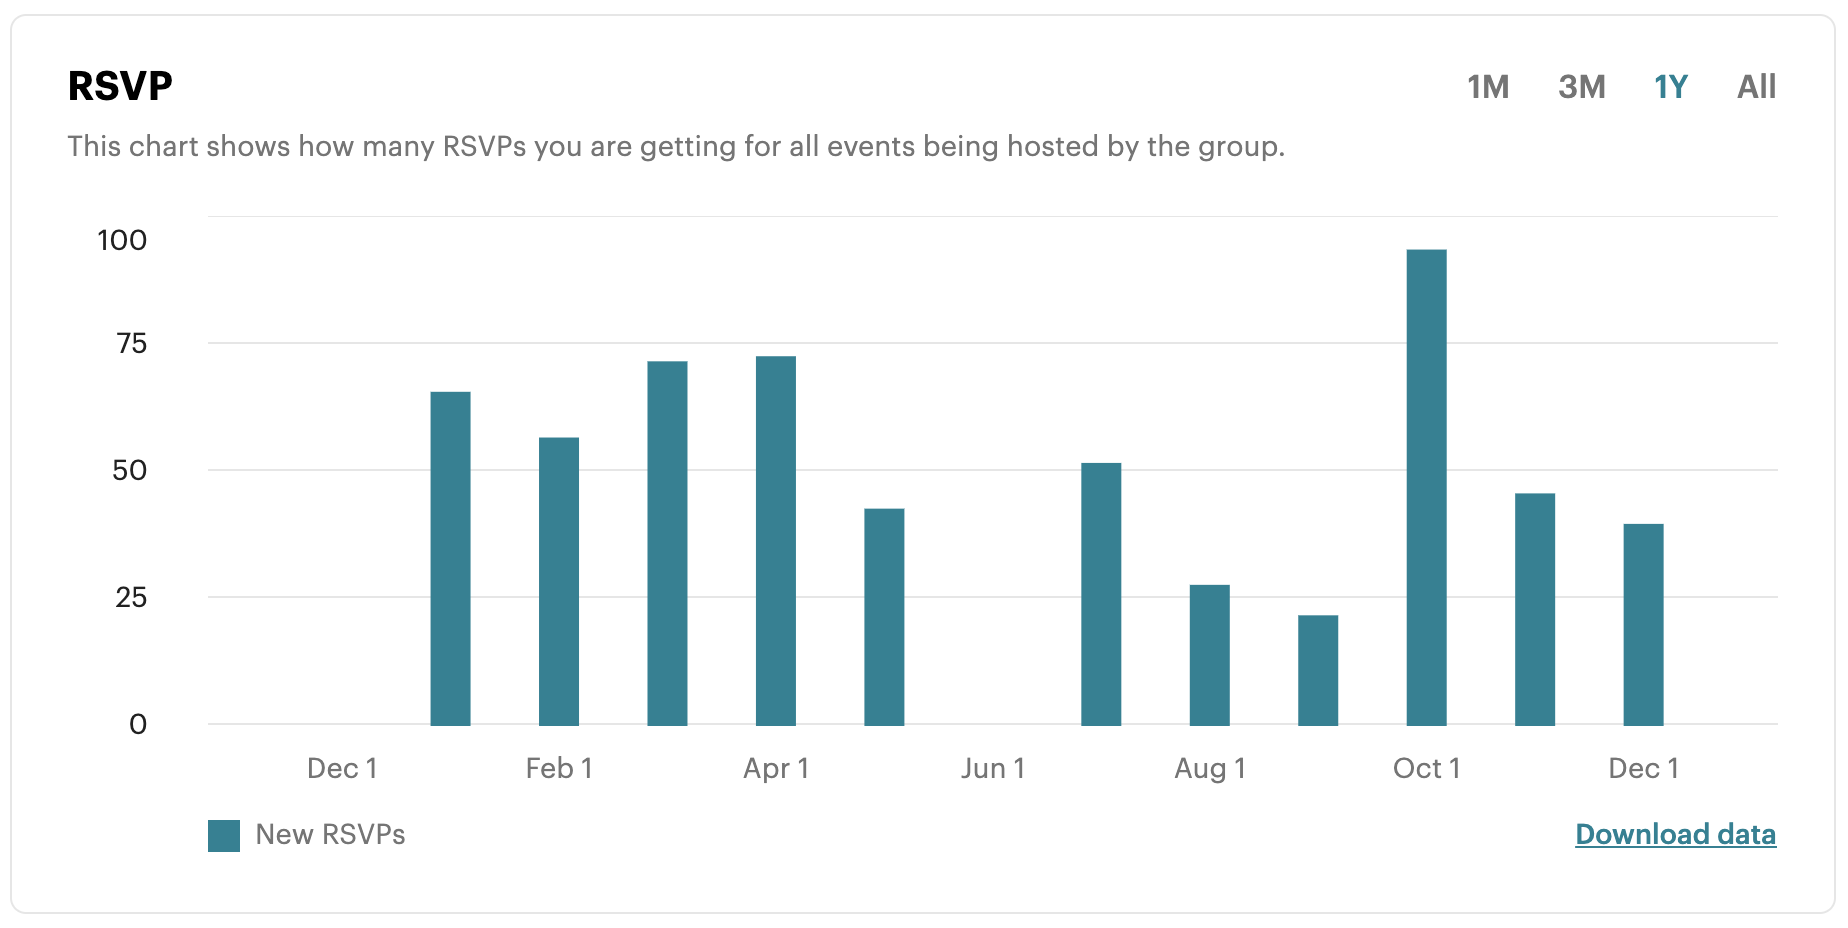 RSVP
1M 3M 1Y All
This chart shows how many RSVPs you are getting for all events being hosted by the group.
100
75
50
25
0
Dec 1 Feb 1 Apr 1 Jun 1 Aug 1 Oct 1 Dec 1
New RSVPs
Download data